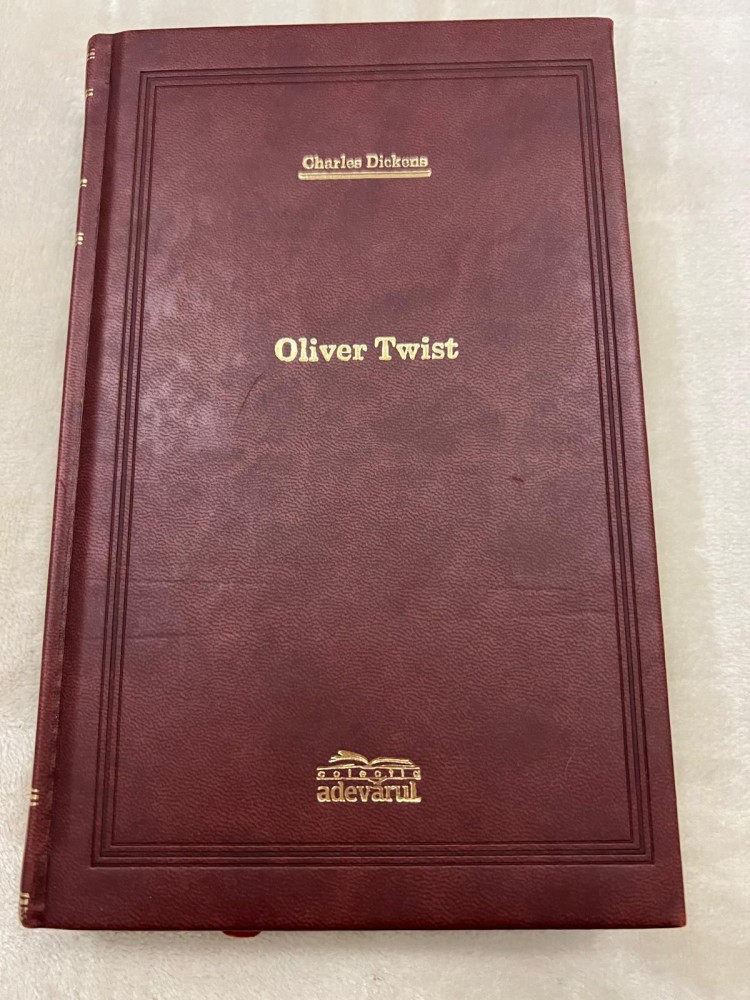 Charles Dickens
Oliver Twist
colecția
adevărul